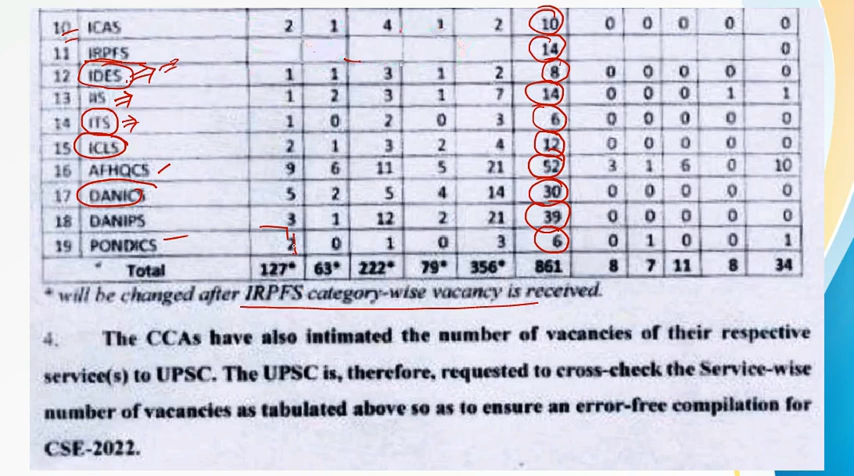 10 ICAS 2 1 4 1 2 10 0 0 0 0 0
11 IRPFS 14 0
12 IDES 1 1 3 1 2 8 0 0 0 0 0
13 IIS 1 2 3 1 7 14 0 0 0 1 1
14 ITS 1 0 2 0 3 6 0 0 0 0 0
15 ICLS 2 1 3 2 4 12 0 0 0 0 0
16 AFHQCS 9 6 11 5 21 52 3 1 6 0 10
17 DANICS 5 2 5 4 14 30 0 0 0 0 0
18 DANIPS 3 1 12 2 21 39 0 0 0 0 0
19 PONDICS 2 0 1 0 3 6 0 1 0 0 1
Total 127* 63* 222* 79* 356* 861 8 7 11 8 34
* will be changed after IRPFS category-wise vacancy is received.
4. The CCAs have also intimated the number of vacancies of their respective
service(s) to UPSC. The UPSC is, therefore, requested to cross-check the Service-wise
number of vacancies as tabulated above so as to ensure an error-free compilation for
CSE-2022.